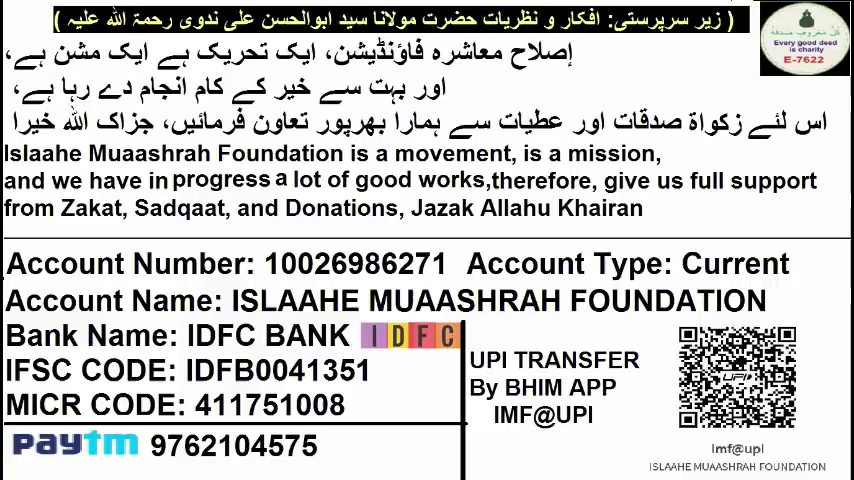 ( زیر سرپرستی: افکار و نظریات حضرت مولانا سید ابوالحسن علی ندوی رحمۃ اللہ علیہ )
كُلُّ مَعْرُوفٍ صَدَقَة
Every good deed
is charity
E-7622
إصلاح معاشرہ فاؤنڈیشن، ایک تحریک ہے ایک مشن ہے،
اور بہت سے خیر کے کام انجام دے رہا ہے،
اس لئے زکواۃ صدقات اور عطیات سے ہمارا بھرپور تعاون فرمائیں، جزاک اللہ خیرا
Islaahe Muaashrah Foundation is a movement, is a mission,
and we have in progress a lot of good works,therefore, give us full support
from Zakat, Sadqaat, and Donations, Jazak Allahu Khairan
Account Number: 10026986271 Account Type: Current
Account Name: ISLAAHE MUAASHRAH FOUNDATION
Bank Name: IDFC BANK IDFC
IFSC CODE: IDFB0041351
MICR CODE: 411751008
paytm 9762104575
UPI TRANSFER
By BHIM APP
IMF@UPI
UPI
imf@upi
ISLAAHE MUAASHRAH FOUNDATION